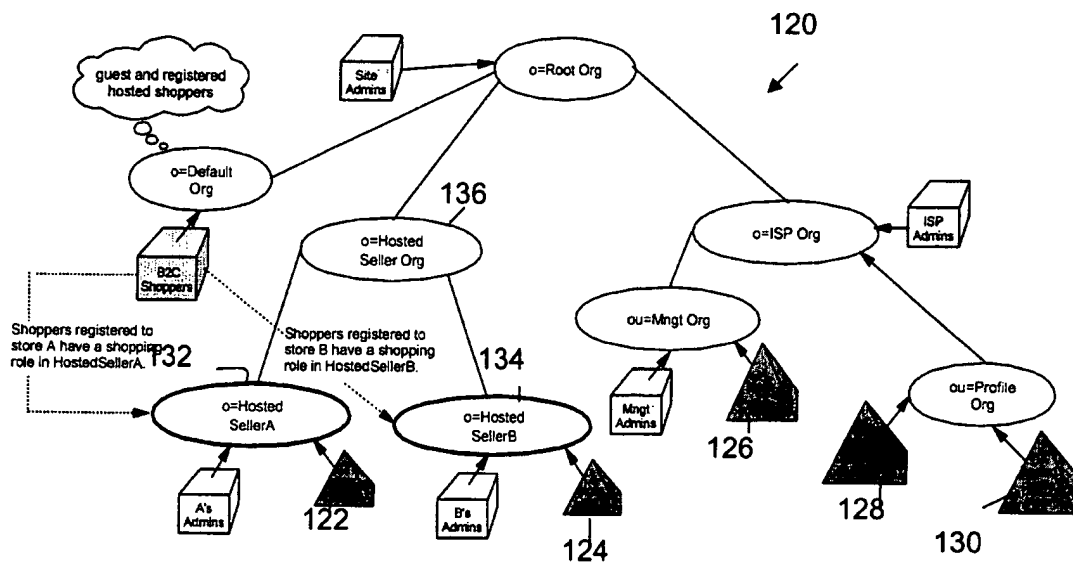 120
Site
Admins
o=Root Org
guest and registered
hosted shoppers
o=Default
Org
136
o=Hosted
Seller Org
o=ISP Org
ISP
Admins
B2C
Shoppers
Shoppers registered to
store A have a shopping
role in HostedSellerA.
132
Shoppers registered to
store B have a shopping
role in HostedSellerB.
134
ou=Mngt Org
Mngt
Admins
126
ou=Profile
Org
o=Hosted
SellerA
o=Hosted
SellerB
A's
Admins
122
B's
Admins
124
128
130